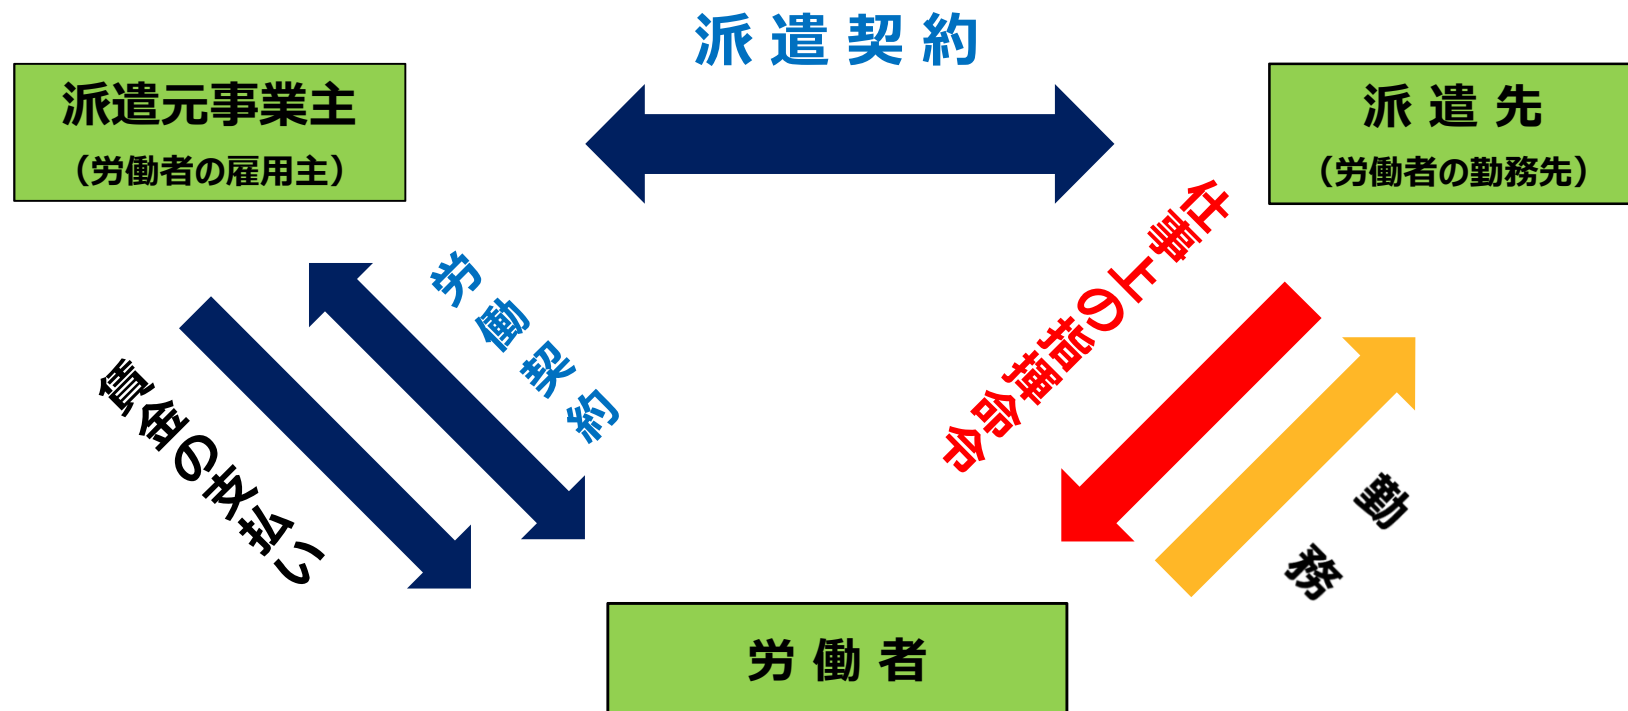 派遣契約
派遣元事業主
（労働者の雇用主）
派遣先
（労働者の勤務先）
労働契約
賃金の支払い
仕事上の指揮命令
勤務
労働者